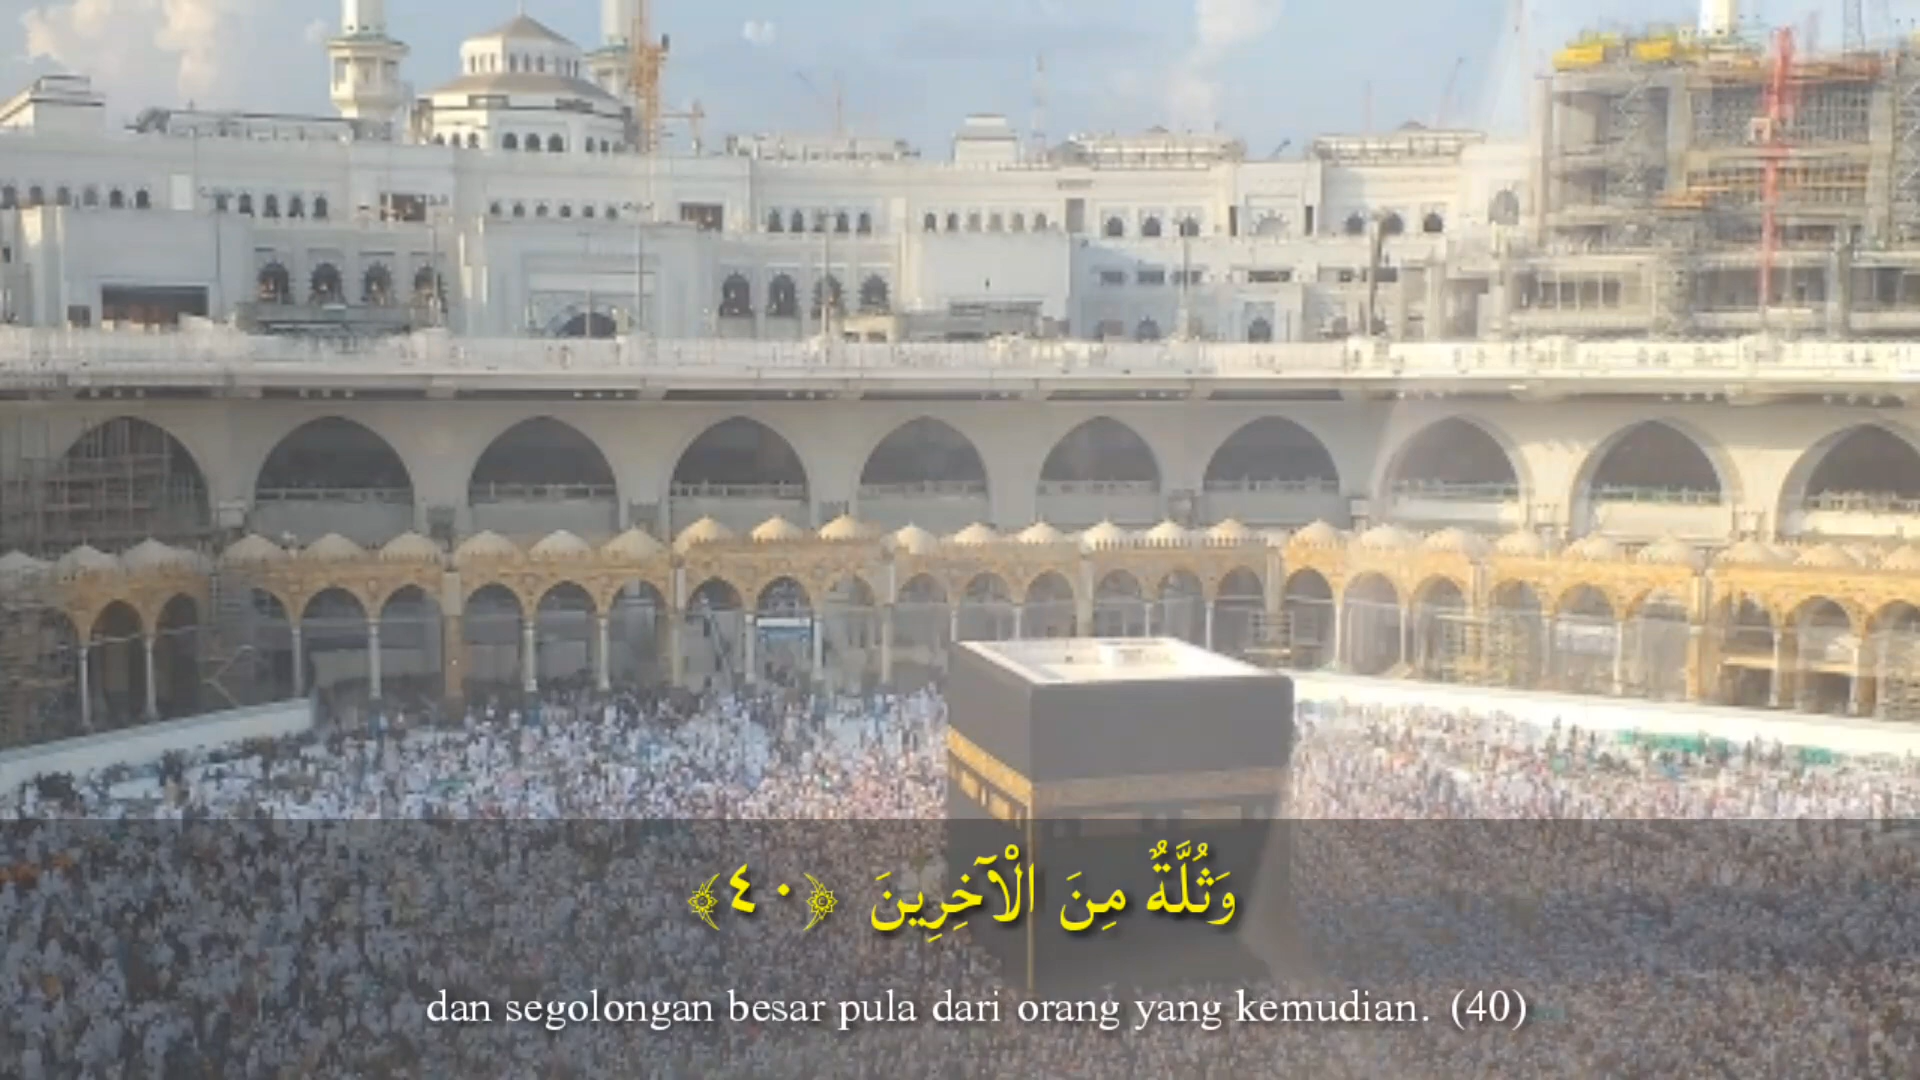 وَثُلَّةٌ مِنَ الْآخِرِينَ ﴿٤٠﴾
dan segolongan besar pula dari orang yang kemudian. (40)